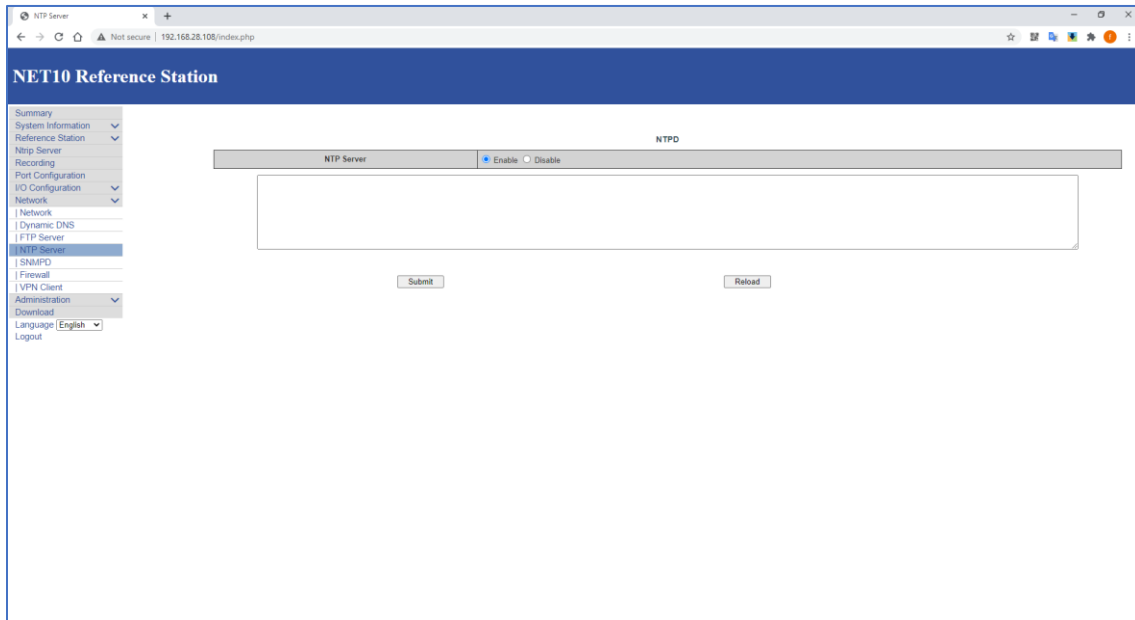 NTP Server
Not secure | 192.168.28.108/index.php
NET10 Reference Station
Summary
System Information
Reference Station
Ntrip Server
Recording
Port Configuration
I/O Configuration
Network
| Network
| Dynamic DNS
| FTP Server
| NTP Server
| SNMPD
| Firewall
| VPN Client
Administration
Download
Language English
Logout
NTPD
NTP Server Enable Disable
Submit Reload